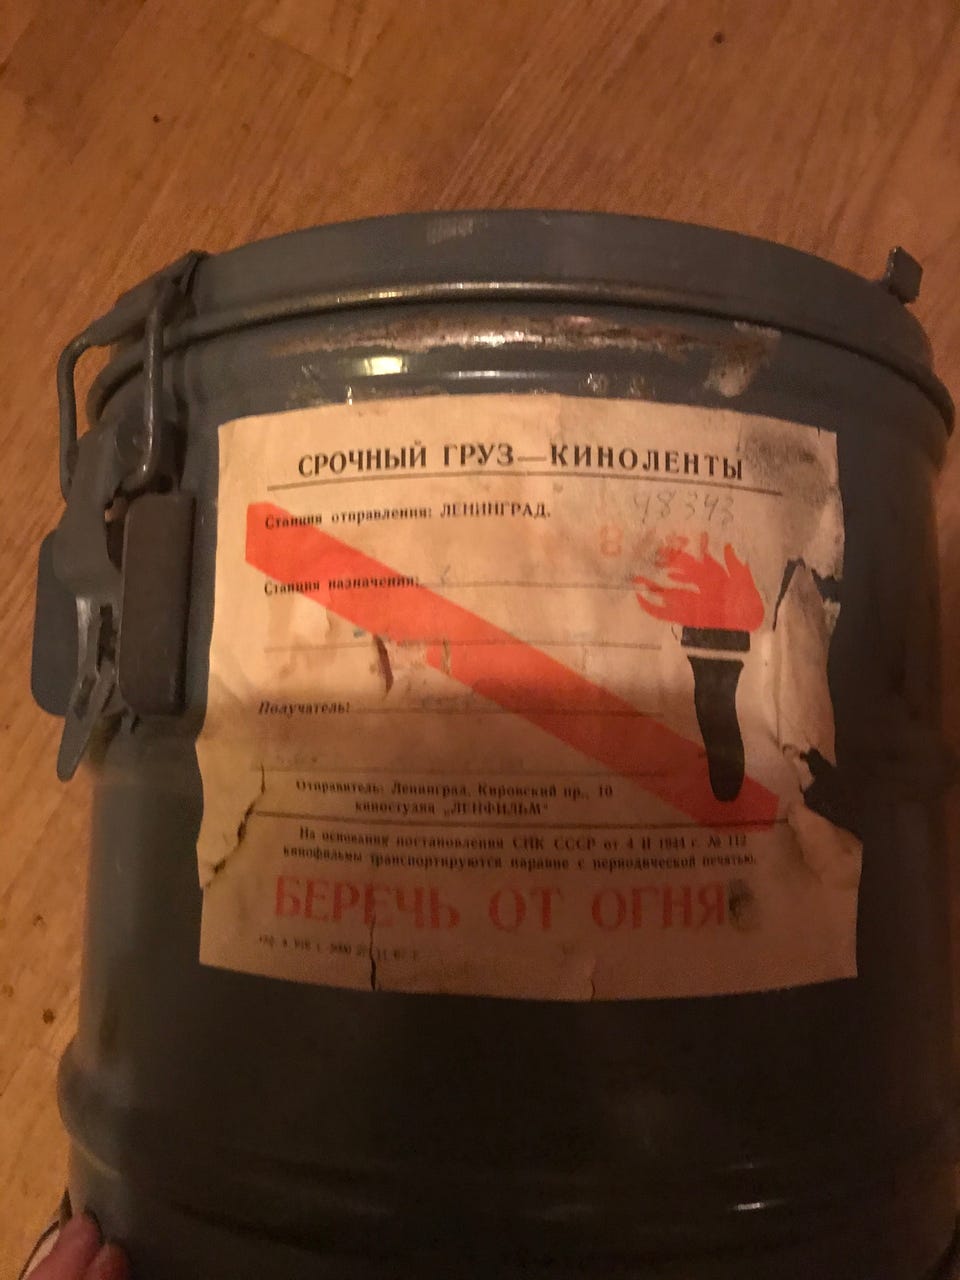 СРОЧНЫЙ ГРУЗ—КИНОЛЕНТЫ
48343
Станция отправления: ЛЕНИНГРАД.
Станция назначения:
Получатель:
Отправитель: Ленинград, Кировский пр., 10
киностудия „ЛЕНФИЛЬМ“
На основании постановления СНК СССР от 4 II 1944 г. № 112
кинофильмы транспортируются наравне с периодической печатью.
БЕРЕЧЬ ОТ ОГНЯ